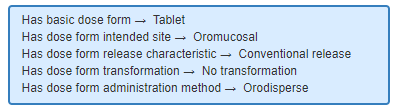 Has basic dose form → Tablet
Has dose form intended site → Oromucosal
Has dose form release characteristic → Conventional release
Has dose form transformation → No transformation
Has dose form administration method → Orodisperse